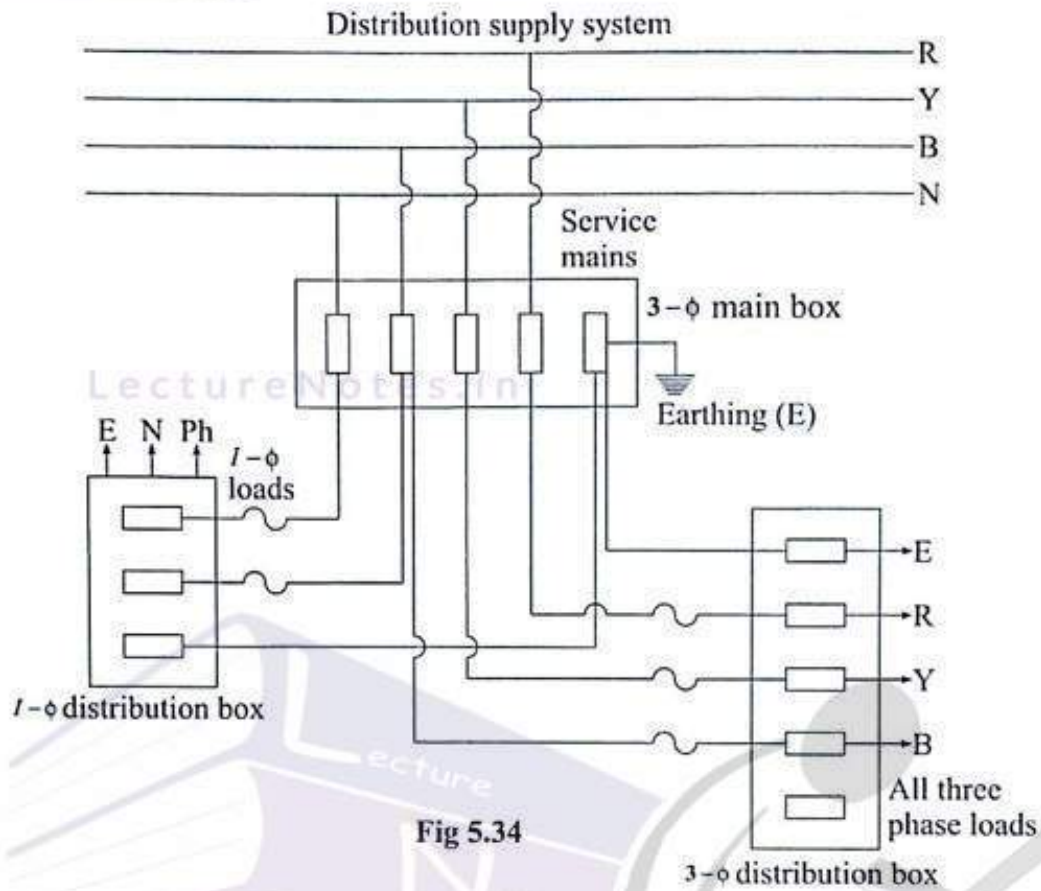 Distribution supply system
R
Y
B
N
Service
mains
3-ϕ main box
LectureNotes.in
Earthing (E)
E N Ph
1-ϕ
loads
E
R
Y
B
1-ϕ distribution box
All three
phase loads
Lecture
N
Fig 5.34
3-ϕ distribution box